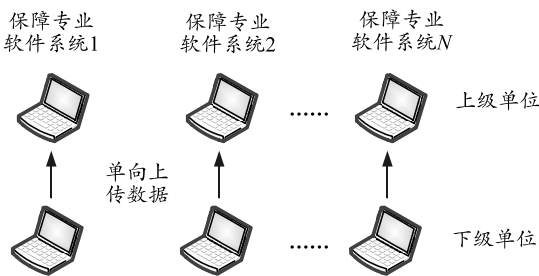 保障专业
软件系统1
保障专业
软件系统2
保障专业
软件系统N
......
上级单位
单向上
传数据
......
下级单位